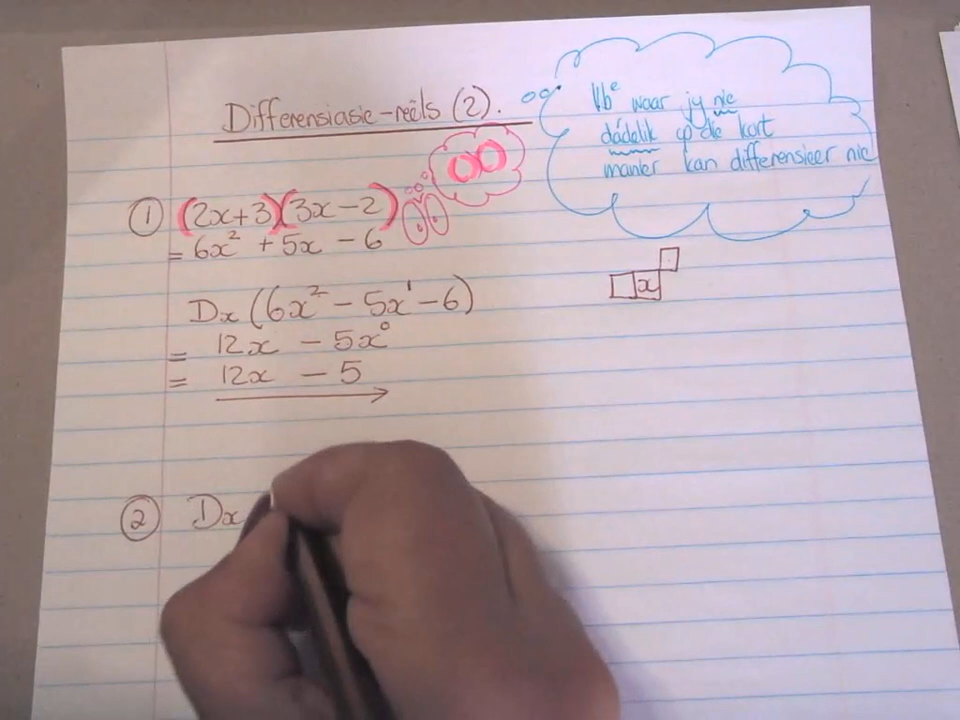 Differensiasie-reëls (2).
Vbe waar jy nie
dadelik op die kort
manier kan differensieer nie
① (2x+3)(3x-2)
= 6x² + 5x - 6
x
Dx (6x² - 5x¹ - 6)
= 12x - 5x⁰
= 12x - 5
② Dx